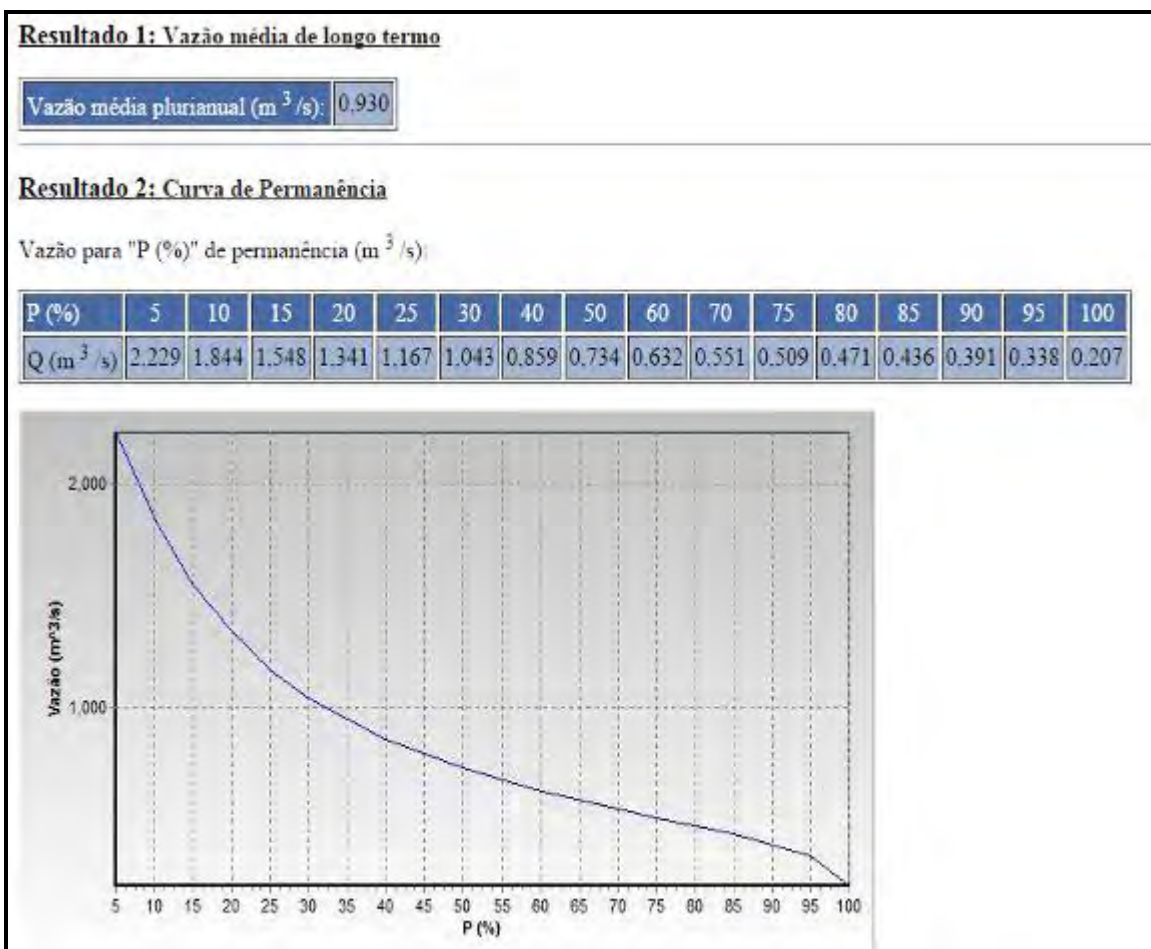 Resultado 1: Vazão média de longo termo
Vazão média plurianual (m ³/s): 0,930
Resultado 2: Curva de Permanência
Vazão para "P (%)" de permanência (m ³/s)
P (%) 5 10 15 20 25 30 40 50 60 70 75 80 85 90 95 100
Q (m ³/s) 2.229 1.844 1.548 1.341 1.167 1.043 0.859 0.734 0.632 0.551 0.509 0.471 0.436 0.391 0.338 0.207
2,000
1,000
Vazão (m^3/s)
5 10 15 20 25 30 35 40 45 50 55 60 65 70 75 80 85 90 95 100
P (%)